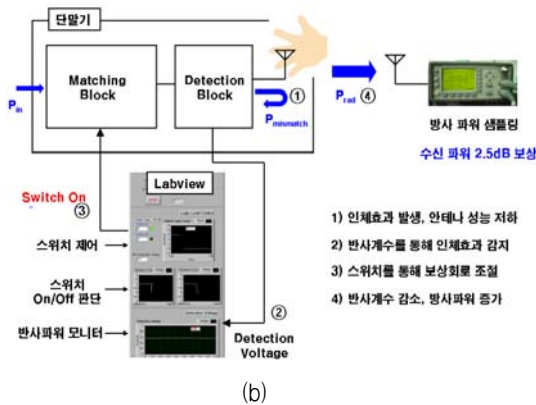 단말기
Matching
Block
Detection
Block
P_in
①
P_mismatch
P_rad ④
방사 파워 샘플링
수신 파워 2.5dB 보상
Labview
Switch On
③
스위치 제어
스위치
On/Off 판단
반사파워 모니터
②
Detection
Voltage
1) 인체효과 발생, 안테나 성능 저하
2) 반사계수를 통해 인체효과 감지
3) 스위치를 통해 보상회로 조절
4) 반사계수 감소, 방사파워 증가
(b)